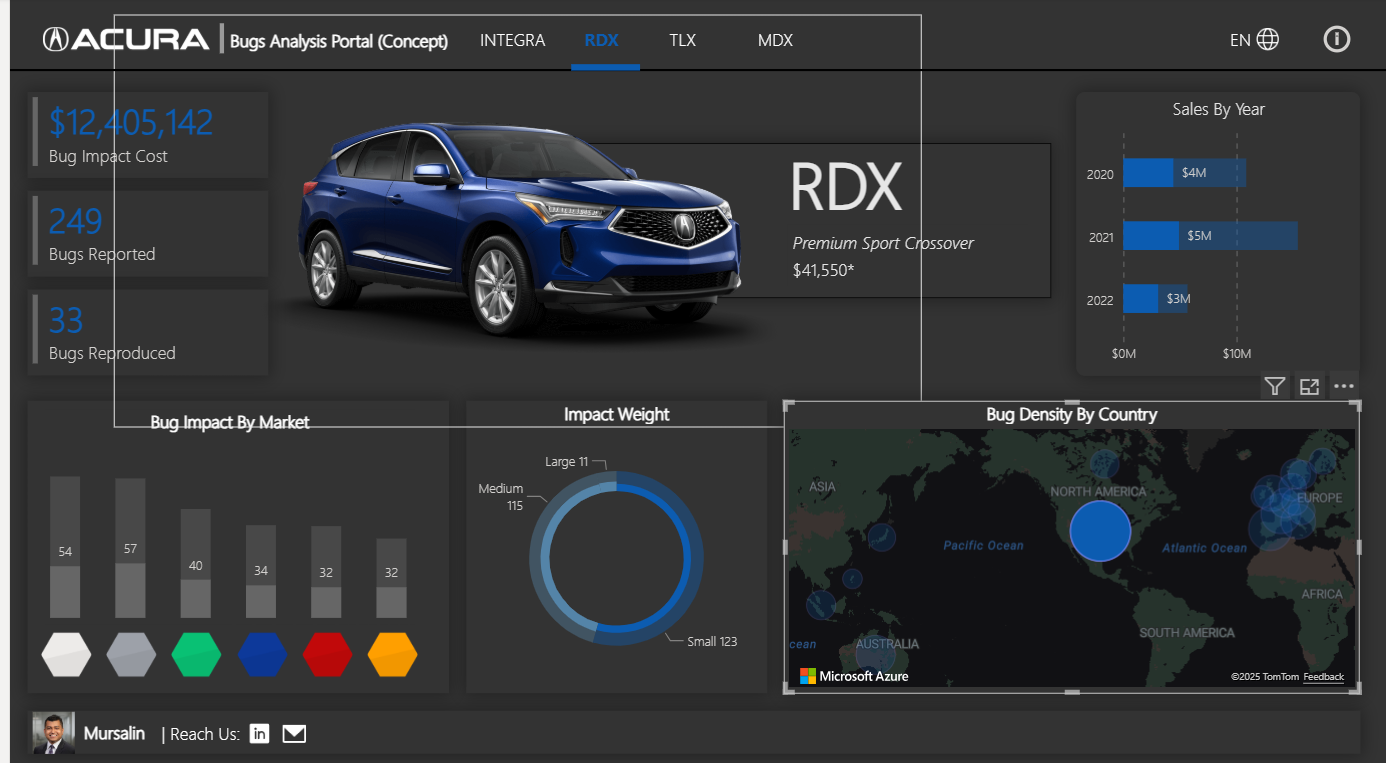 ACURA
Bugs Analysis Portal (Concept)
INTEGRA
RDX
TLX
MDX
EN
$12,405,142
Bug Impact Cost
249
Bugs Reported
33
Bugs Reproduced
RDX
Premium Sport Crossover
$41,550*
Sales By Year
2020
$4M
2021
$5M
2022
$3M
$0M
$10M
Bug Impact By Market
54
57
40
34
32
32
Impact Weight
Large 11
Medium
115
Small 123
Bug Density By Country
ASIA
NORTH AMERICA
EUROPE
Pacific Ocean
Atlantic Ocean
AFRICA
SOUTH AMERICA
cean
AUSTRALIA
Microsoft Azure
©2025 TomTom Feedback
Mursalin
| Reach Us:
in